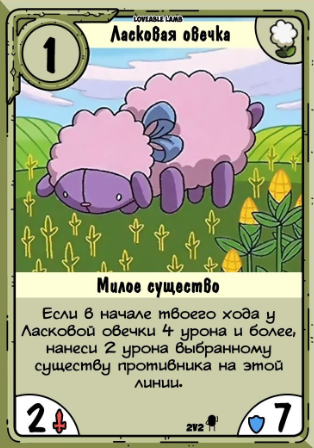 LOVEABLE LAMB
1
Ласковая овечка
Милое существо
Если в начале твоего хода у
Ласковой овечки 4 урона и более,
нанеси 2 урона выбранному
существу противника на этой
линии.
2
2V2
7